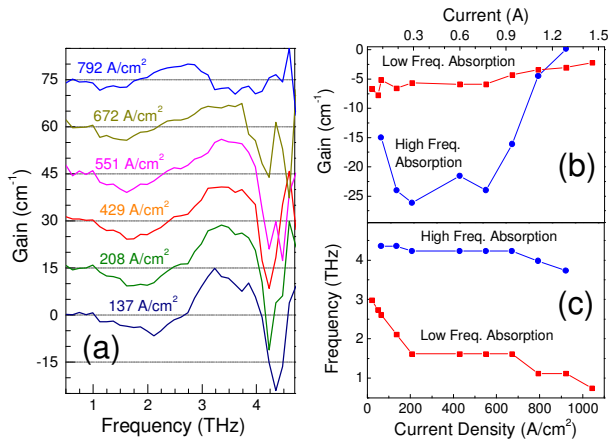 792 A/cm²
672 A/cm²
551 A/cm²
429 A/cm²
208 A/cm²
137 A/cm²
75
60
45
30
15
0
-15
Gain (cm⁻¹)
(a)
1 2 3 4
Frequency (THz)
Current (A)
0.0 0.3 0.6 0.9 1.2 1.5
0
-5
-10
-15
-20
-25
Gain (cm⁻¹)
Low Freq. Absorption
High Freq.
Absorption
(b)
4
3
2
1
Frequency (THz)
High Freq. Absorption
(c)
Low Freq. Absorption
0 200 400 600 800 1000
Current Density (A/cm²)